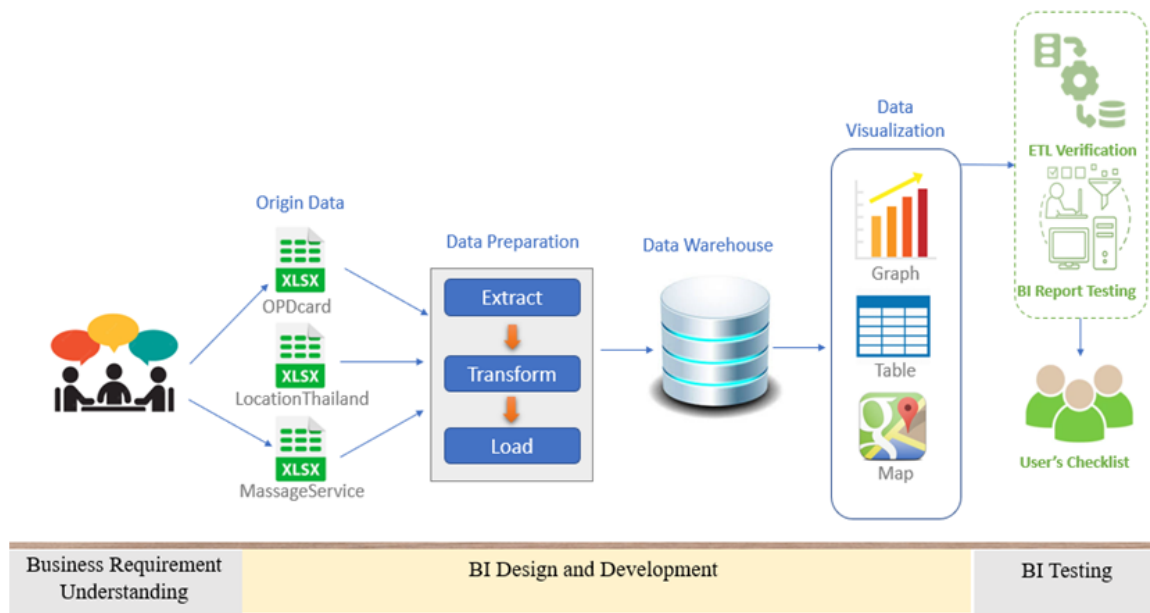 Origin Data
XLSX
OPDcard
XLSX
LocationThailand
XLSX
MassageService
Data Preparation
Extract
Transform
Load
Data Warehouse
Data
Visualization
Graph
Table
Map
ETL Verification
BI Report Testing
User's Checklist
Business Requirement
Understanding
BI Design and Development
BI Testing